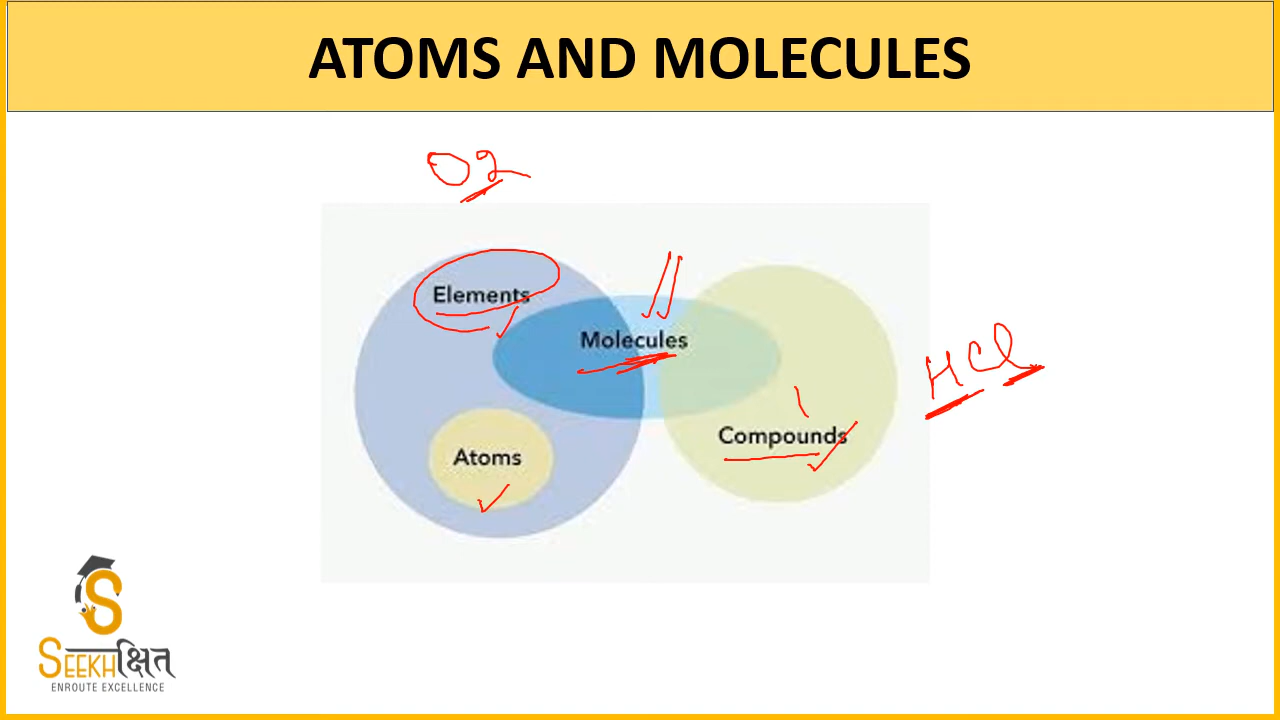 ATOMS AND MOLECULES
O2
Elements
Molecules
HCl
Compounds
Atoms
S
SEEKHक्षित
ENROUTE EXCELLENCE